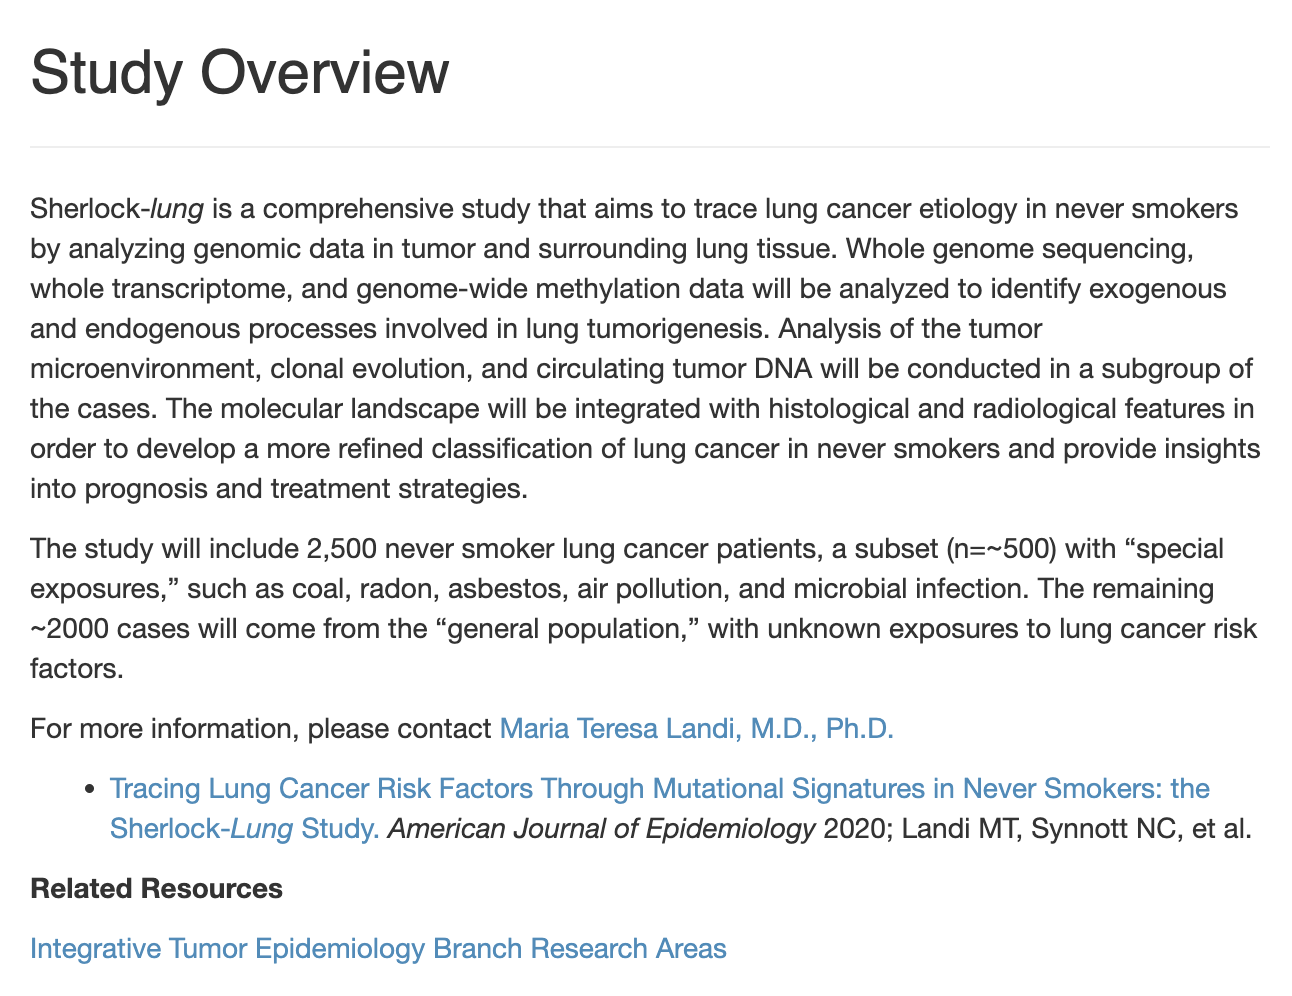 Study Overview
Sherlock-lung is a comprehensive study that aims to trace lung cancer etiology in never smokers
by analyzing genomic data in tumor and surrounding lung tissue. Whole genome sequencing,
whole transcriptome, and genome-wide methylation data will be analyzed to identify exogenous
and endogenous processes involved in lung tumorigenesis. Analysis of the tumor
microenvironment, clonal evolution, and circulating tumor DNA will be conducted in a subgroup of
the cases. The molecular landscape will be integrated with histological and radiological features in
order to develop a more refined classification of lung cancer in never smokers and provide insights
into prognosis and treatment strategies.
The study will include 2,500 never smoker lung cancer patients, a subset (n=~500) with “special
exposures,” such as coal, radon, asbestos, air pollution, and microbial infection. The remaining
~2000 cases will come from the “general population,” with unknown exposures to lung cancer risk
factors.
For more information, please contact Maria Teresa Landi, M.D., Ph.D.
• Tracing Lung Cancer Risk Factors Through Mutational Signatures in Never Smokers: the
Sherlock-Lung Study. American Journal of Epidemiology 2020; Landi MT, Synnott NC, et al.
Related Resources
Integrative Tumor Epidemiology Branch Research Areas